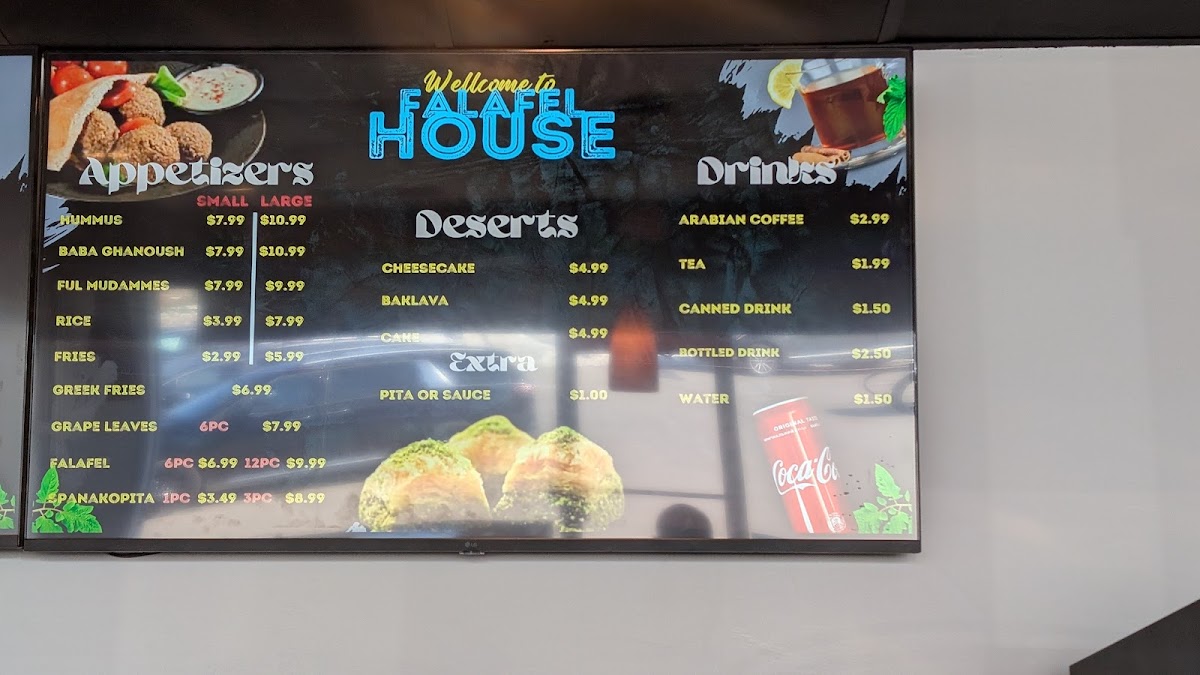 Wellcome to
FALAFEL
HOUSE
Appetizers
SMALL LARGE
HUMMUS $7.99 $10.99
BABA GHANOUSH $7.99 $10.99
FUL MUDAMMES $7.99 $9.99
RICE $3.99 $7.99
FRIES $2.99 $5.99
GREEK FRIES $6.99
GRAPE LEAVES 6PC $7.99
FALAFEL 6PC $6.99 12PC $9.99
SPANAKOPITA 1PC $3.49 3PC $8.99
Deserts
CHEESECAKE $4.99
BAKLAVA $4.99
CAKE $4.99
Extra
PITA OR SAUCE $1.00
Drinks
ARABIAN COFFEE $2.99
TEA $1.99
CANNED DRINK $1.50
BOTTLED DRINK $2.50
WATER $1.50
ORIGINAL
Coca-Co
LG